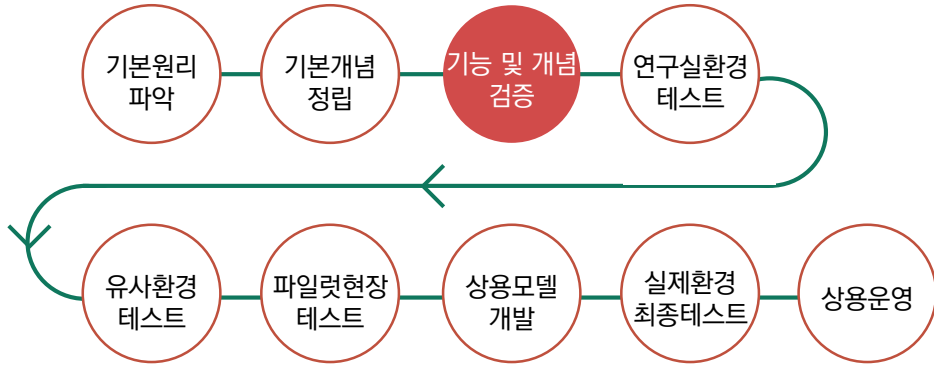 기본원리
파악
기본개념
정립
기능 및 개념
검증
연구실환경
테스트
유사환경
테스트
파일럿현장
테스트
상용모델
개발
실제환경
최종테스트
상용운영